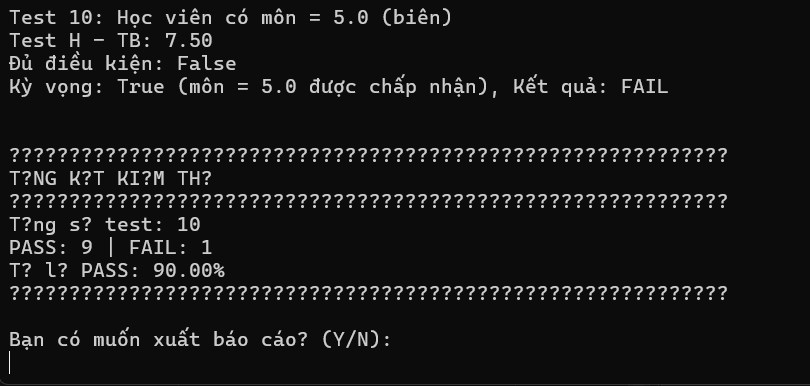 Test 10: Học viên có môn = 5.0 (biên)
Test H - TB: 7.50
Đủ điều kiện: False
Kỳ vọng: True (môn = 5.0 được chấp nhận), Kết quả: FAIL
????????????????????????????????????????????????????????????
T?NG K?T KI?M TH?
????????????????????????????????????????????????????????????
T?ng s? test: 10
PASS: 9 | FAIL: 1
T? l? PASS: 90.00%
????????????????????????????????????????????????????????????
Bạn có muốn xuất báo cáo? (Y/N):